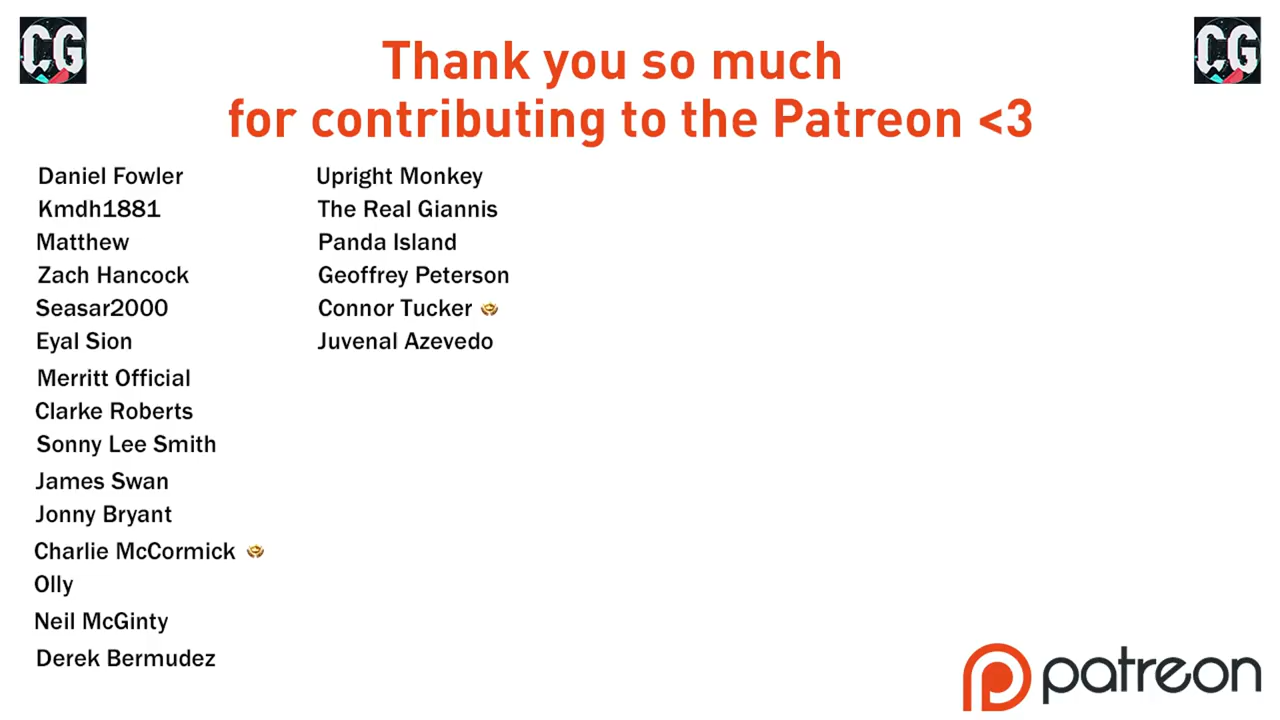 CG
CG
Thank you so much
for contributing to the Patreon <3
Daniel Fowler
Kmdh1881
Matthew
Zach Hancock
Seasar2000
Eyal Sion
Merritt Official
Clarke Roberts
Sonny Lee Smith
James Swan
Jonny Bryant
Charlie McCormick
Olly
Neil McGinty
Derek Bermudez
Upright Monkey
The Real Giannis
Panda Island
Geoffrey Peterson
Connor Tucker
Juvenal Azevedo
patreon